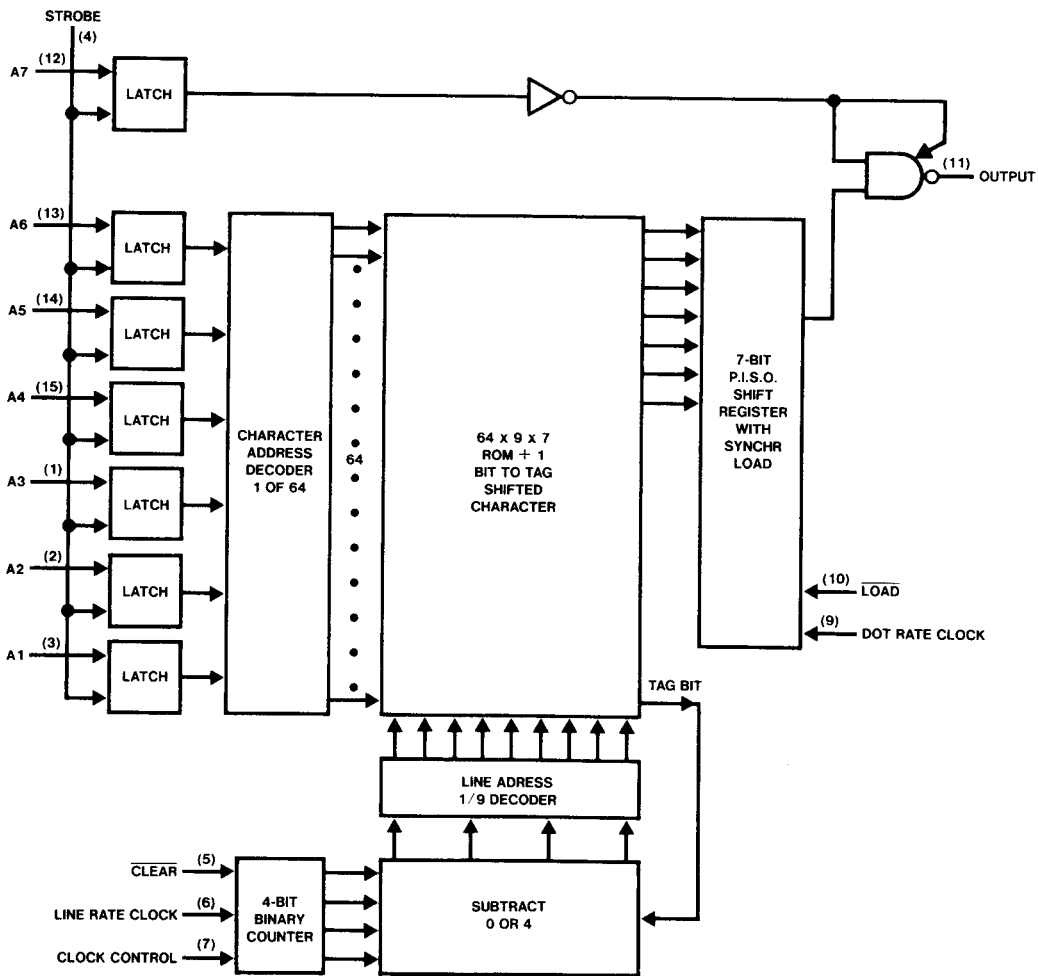 STROBE
(4)
A7 (12)
LATCH
(11)
OUTPUT
A6 (13)
LATCH
A5 (14)
LATCH
A4 (15)
LATCH
A3 (1)
LATCH
A2 (2)
LATCH
A1 (3)
LATCH
CHARACTER
ADDRESS
DECODER
1 OF 64
64
64 x 9 x 7
ROM + 1
BIT TO TAG
SHIFTED
CHARACTER
7-BIT
P.I.S.O.
SHIFT
REGISTER
WITH
SYNCHR
LOAD
(10) LOAD
(9) DOT RATE CLOCK
TAG BIT
LINE ADRESS
1/9 DECODER
CLEAR (5)
LINE RATE CLOCK (6)
CLOCK CONTROL (7)
4-BIT
BINARY
COUNTER
SUBTRACT
0 OR 4